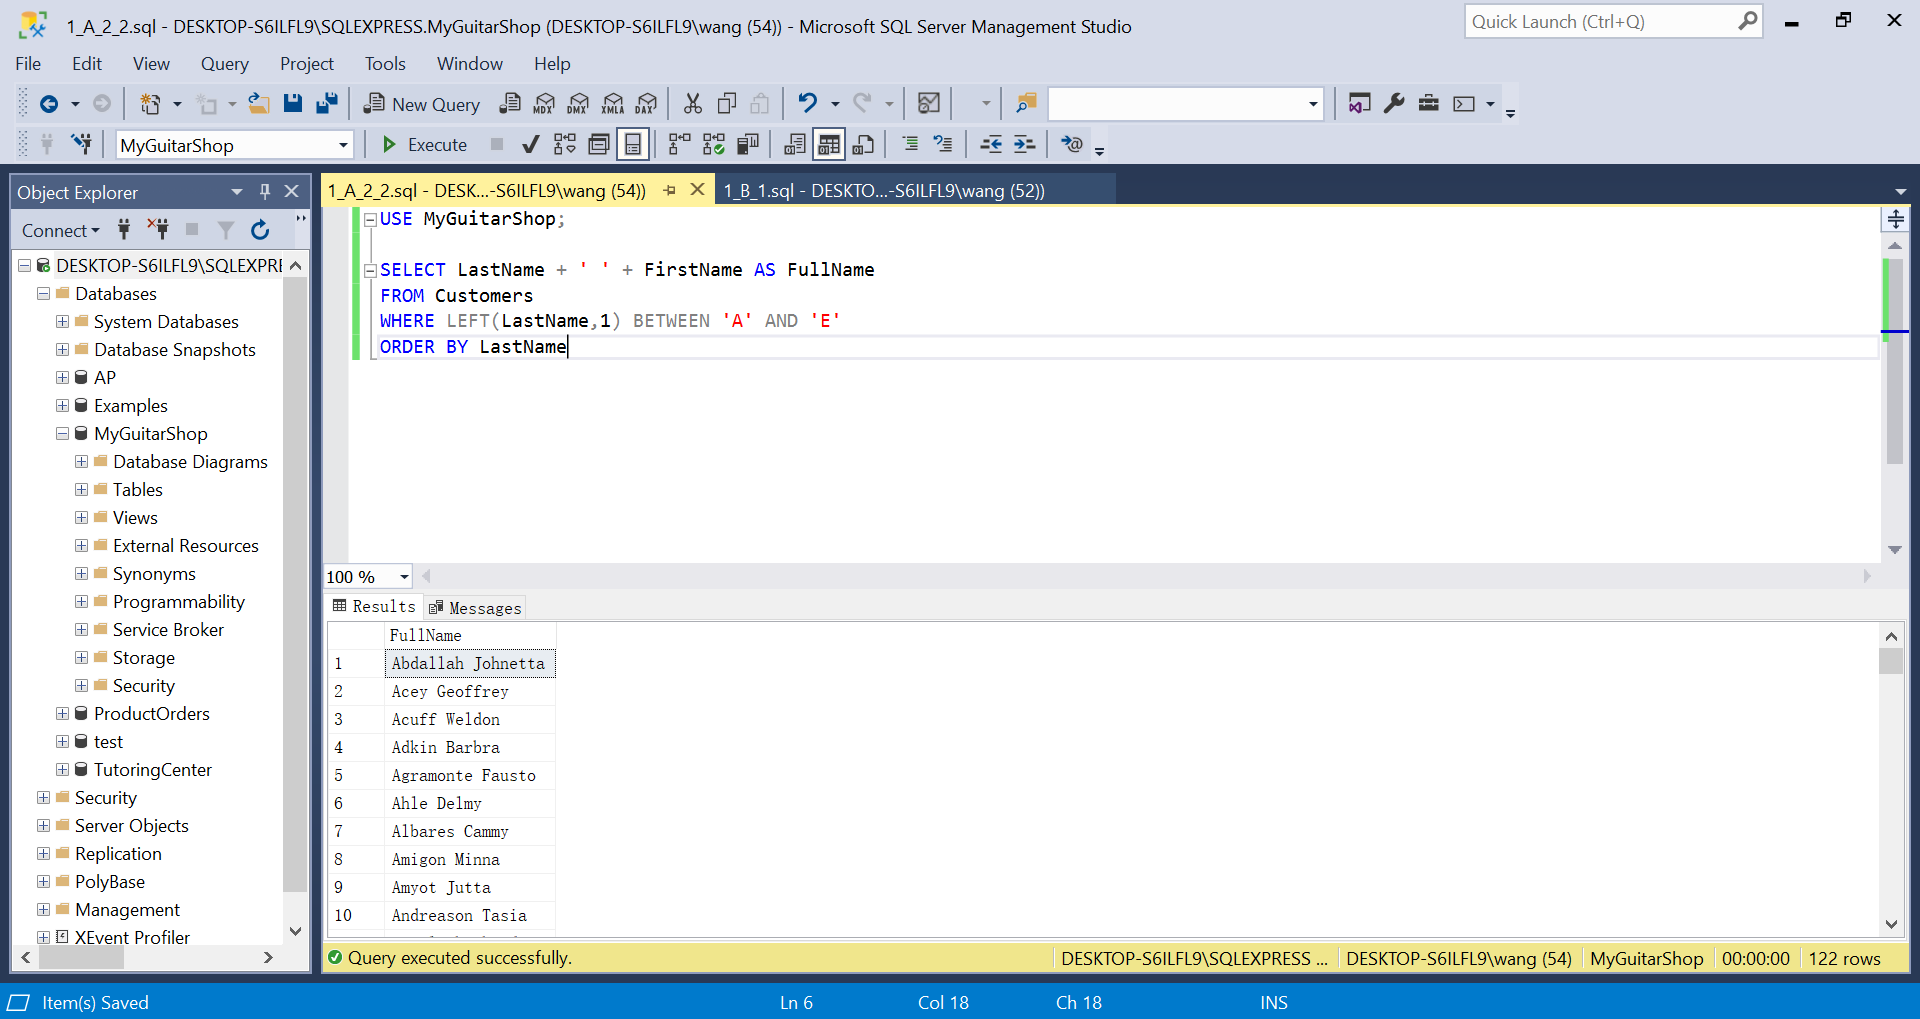 1_A_2_2.sql - DESKTOP-S6ILFL9\SQLEXPRESS.MyGuitarShop (DESKTOP-S6ILFL9\wang (54)) - Microsoft SQL Server Management Studio
Quick Launch (Ctrl+Q)
File Edit View Query Project Tools Window Help
New Query MDX DMX XMLA DAX
MyGuitarShop Execute
Object Explorer
Connect
DESKTOP-S6ILFL9\SQLEXPRE
Databases
System Databases
Database Snapshots
AP
Examples
MyGuitarShop
Database Diagrams
Tables
Views
External Resources
Synonyms
Programmability
Service Broker
Storage
Security
ProductOrders
test
TutoringCenter
Security
Server Objects
Replication
PolyBase
Management
XEvent Profiler
1_A_2_2.sql - DESK...-S6ILFL9\wang (54))
1_B_1.sql - DESKTO...-S6ILFL9\wang (52))
USE MyGuitarShop;
SELECT LastName + ' ' + FirstName AS FullName
FROM Customers
WHERE LEFT(LastName,1) BETWEEN 'A' AND 'E'
ORDER BY LastName
100 %
Results Messages
FullName
1 Abdallah Johnetta
2 Acey Geoffrey
3 Acuff Weldon
4 Adkin Barbra
5 Agramonte Fausto
6 Ahle Delmy
7 Albares Cammy
8 Amigon Minna
9 Amyot Jutta
10 Andreason Tasia
Query executed successfully.
DESKTOP-S6ILFL9\SQLEXPRESS ... DESKTOP-S6ILFL9\wang (54) MyGuitarShop 00:00:00 122 rows
Item(s) Saved Ln 6 Col 18 Ch 18 INS